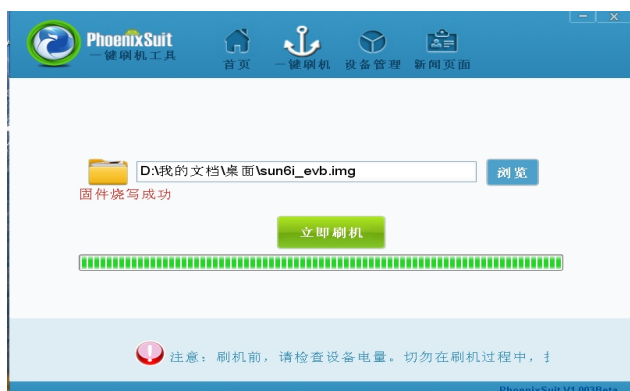 PhoenixSuit
一键刷机工具
首页 一键刷机 设备管理 新闻页面
D:\我的文档\桌面\sun6i_evb.img
浏览
固件烧写成功
立即刷机
注意：刷机前，请检查设备电量。切勿在刷机过程中，
PhoenixSuit V1.003Beta